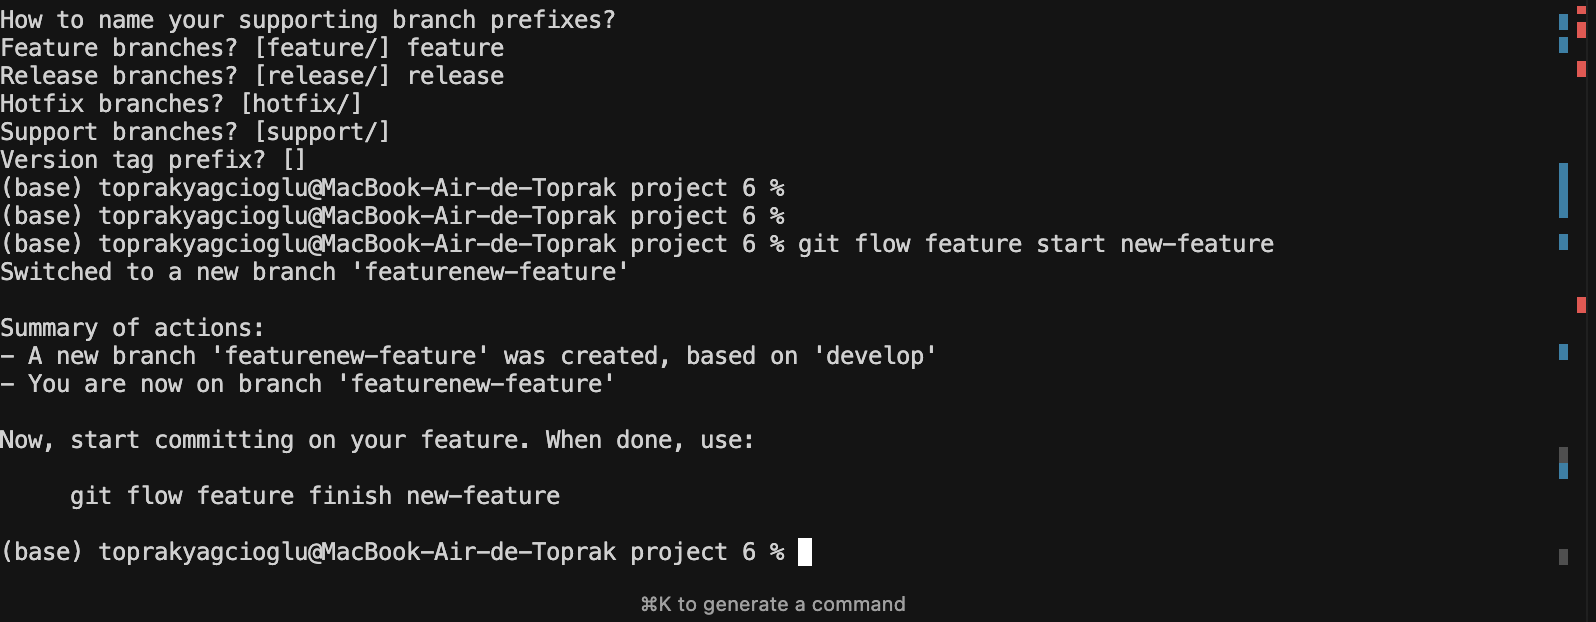 How to name your supporting branch prefixes?
Feature branches? [feature/] feature
Release branches? [release/] release
Hotfix branches? [hotfix/]
Support branches? [support/]
Version tag prefix? []
(base) toprakyagcioglu@MacBook-Air-de-Toprak project 6 %
(base) toprakyagcioglu@MacBook-Air-de-Toprak project 6 %
(base) toprakyagcioglu@MacBook-Air-de-Toprak project 6 % git flow feature start new-feature
Switched to a new branch 'featurenew-feature'
Summary of actions:
- A new branch 'featurenew-feature' was created, based on 'develop'
- You are now on branch 'featurenew-feature'
Now, start committing on your feature. When done, use:
git flow feature finish new-feature
(base) toprakyagcioglu@MacBook-Air-de-Toprak project 6 %
⌘K to generate a command